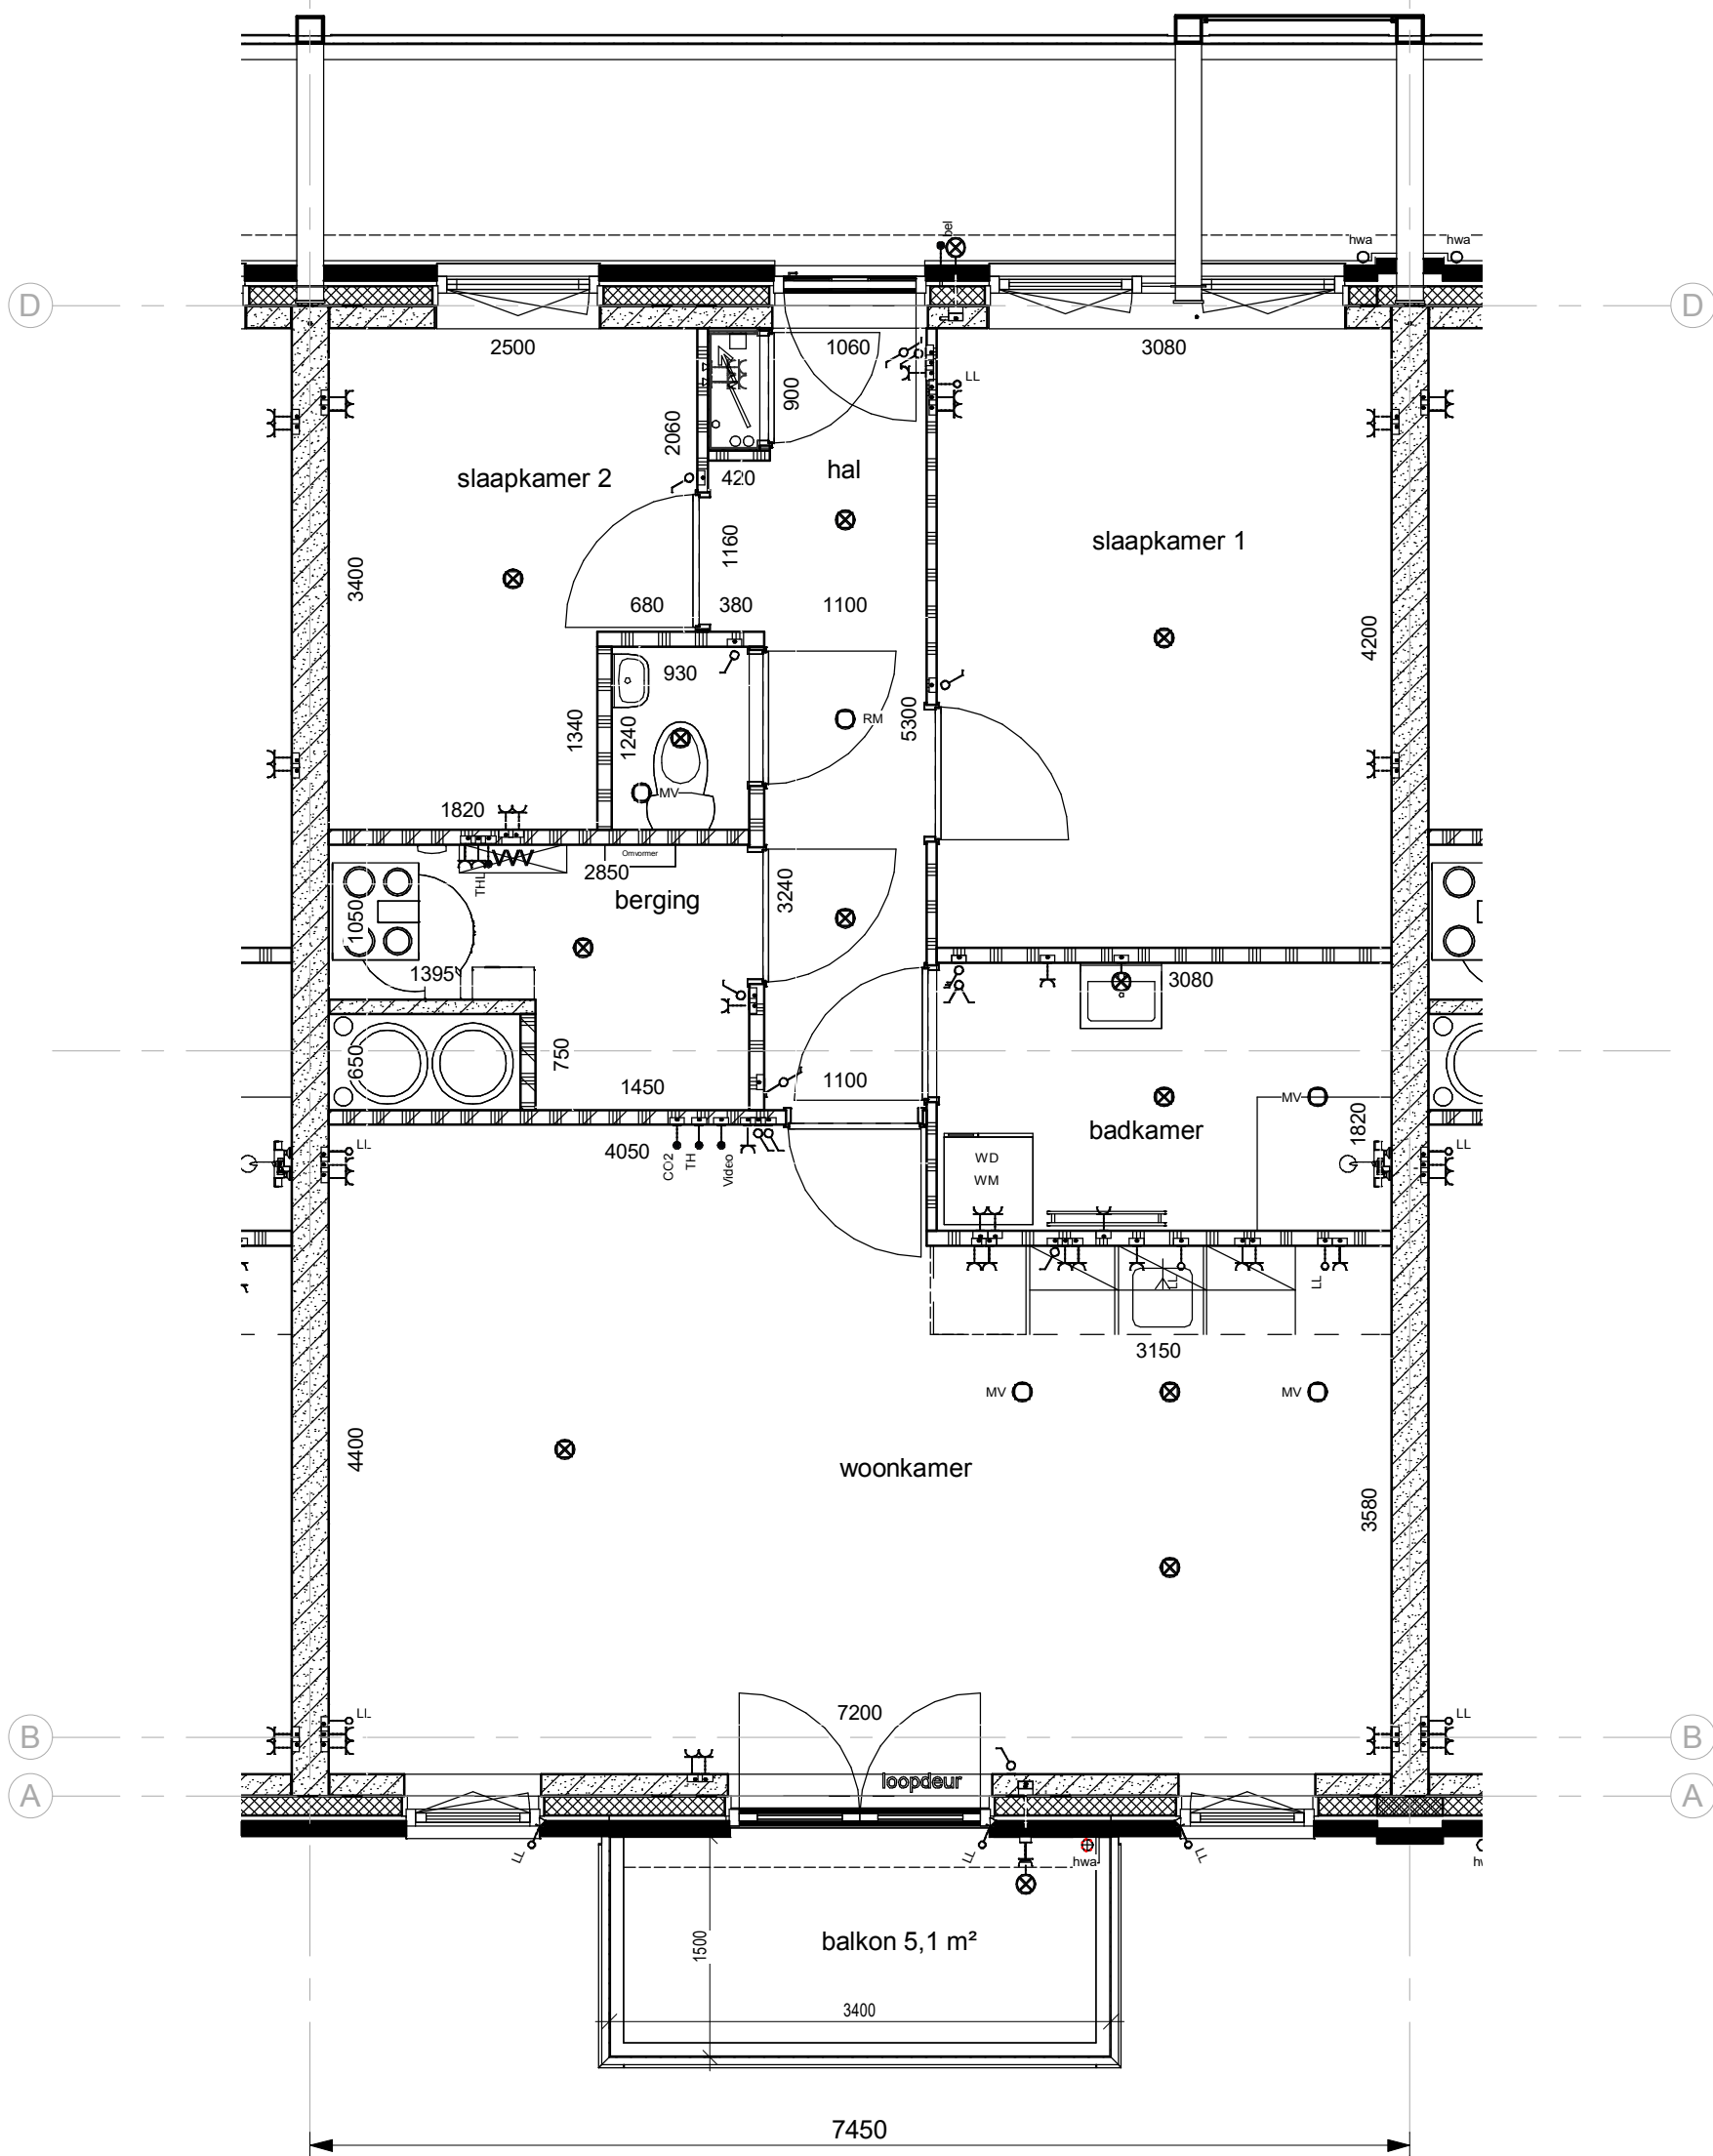 bel
hwa
hwa
D
D
2500
1060
3080
LL
900
2060
slaapkamer 2
420
hal
1160
slaapkamer 1
3400
680
380
1100
4200
930
RM
5300
1340
1240
MV
1820
Omvormer
2850
THL
berging
3240
1050
1395
3080
650
750
1450
1100
MV
badkamer
1820
LL
4050
CO2
TH
Video
WD
WM
LL
LL
LL
3150
MV
MV
4400
woonkamer
3580
7200
LL
LL
B
B
loopdeur
A
A
LL
LL
hwa
LL
balkon 5,1 m²
1500
3400
7450